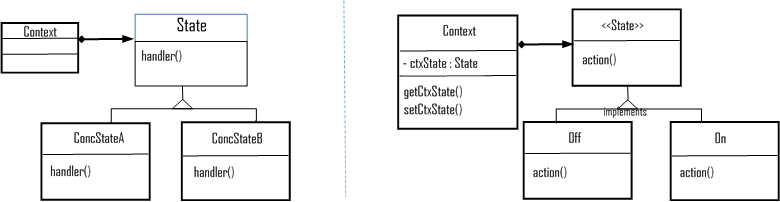 Context
State
handler()
ConcStateA
handler()
ConcStateB
handler()
Context
- ctxState : State
getCtxState()
setCtxState()
<<State>>
action()
implements
Off
action()
On
action()